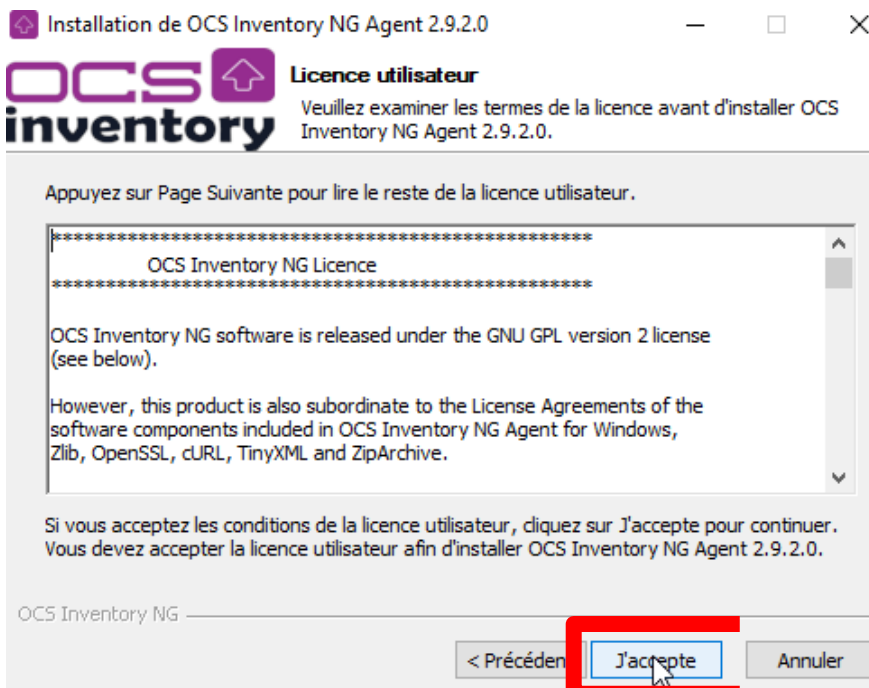 Installation de OCS Inventory NG Agent 2.9.2.0
OCS
inventory
Licence utilisateur
Veuillez examiner les termes de la licence avant d'installer OCS
Inventory NG Agent 2.9.2.0.
Appuyez sur Page Suivante pour lire le reste de la licence utilisateur.
****************************************************
OCS Inventory NG Licence
****************************************************
OCS Inventory NG software is released under the GNU GPL version 2 license
(see below).
However, this product is also subordinate to the License Agreements of the
software components included in OCS Inventory NG Agent for Windows,
Zlib, OpenSSL, cURL, TinyXML and ZipArchive.
Si vous acceptez les conditions de la licence utilisateur, cliquez sur J'accepte pour continuer.
Vous devez accepter la licence utilisateur afin d'installer OCS Inventory NG Agent 2.9.2.0.
OCS Inventory NG
< Précéden
J'accepte
Annuler